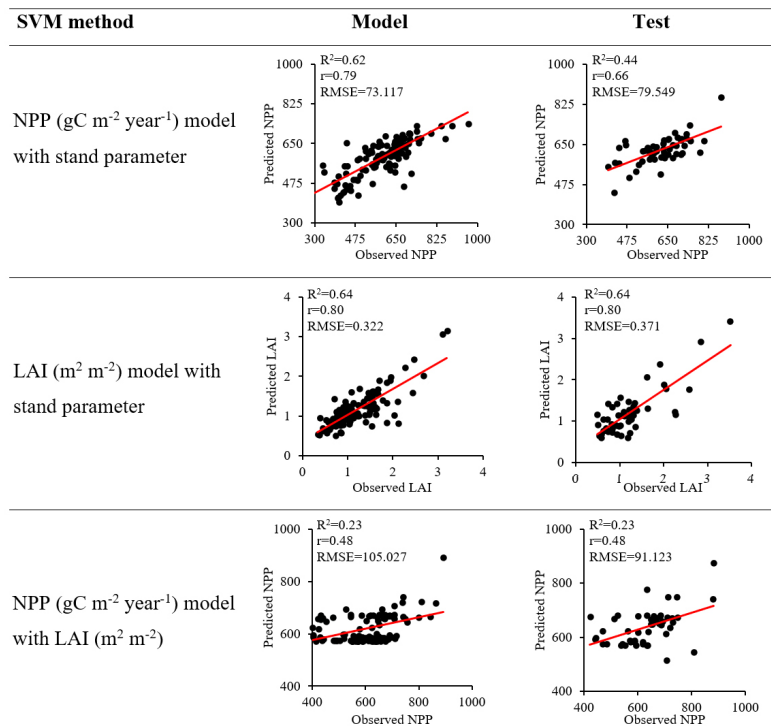 SVM method Model Test
NPP (gC m⁻² year⁻¹) model
with stand parameter
R²=0.62
r=0.79
RMSE=73.117
1000
825
650
475
300
Predicted NPP
300 475 650 825 1000
Observed NPP
R²=0.44
r=0.66
RMSE=79.549
1000
825
650
475
300
Predicted NPP
300 475 650 825 1000
Observed NPP
LAI (m² m⁻²) model with
stand parameter
R²=0.64
r=0.80
RMSE=0.322
4
3
2
1
0
Predicted LAI
0 1 2 3 4
Observed LAI
R²=0.64
r=0.80
RMSE=0.371
4
3
2
1
0
Predicted LAI
0 1 2 3 4
Observed LAI
NPP (gC m⁻² year⁻¹) model
with LAI (m² m⁻²)
R²=0.23
r=0.48
RMSE=105.027
1000
800
600
400
Predicted NPP
400 600 800 1000
Observed NPP
R²=0.23
r=0.48
RMSE=91.123
1000
800
600
400
Predicted NPP
400 600 800 1000
Observed NPP